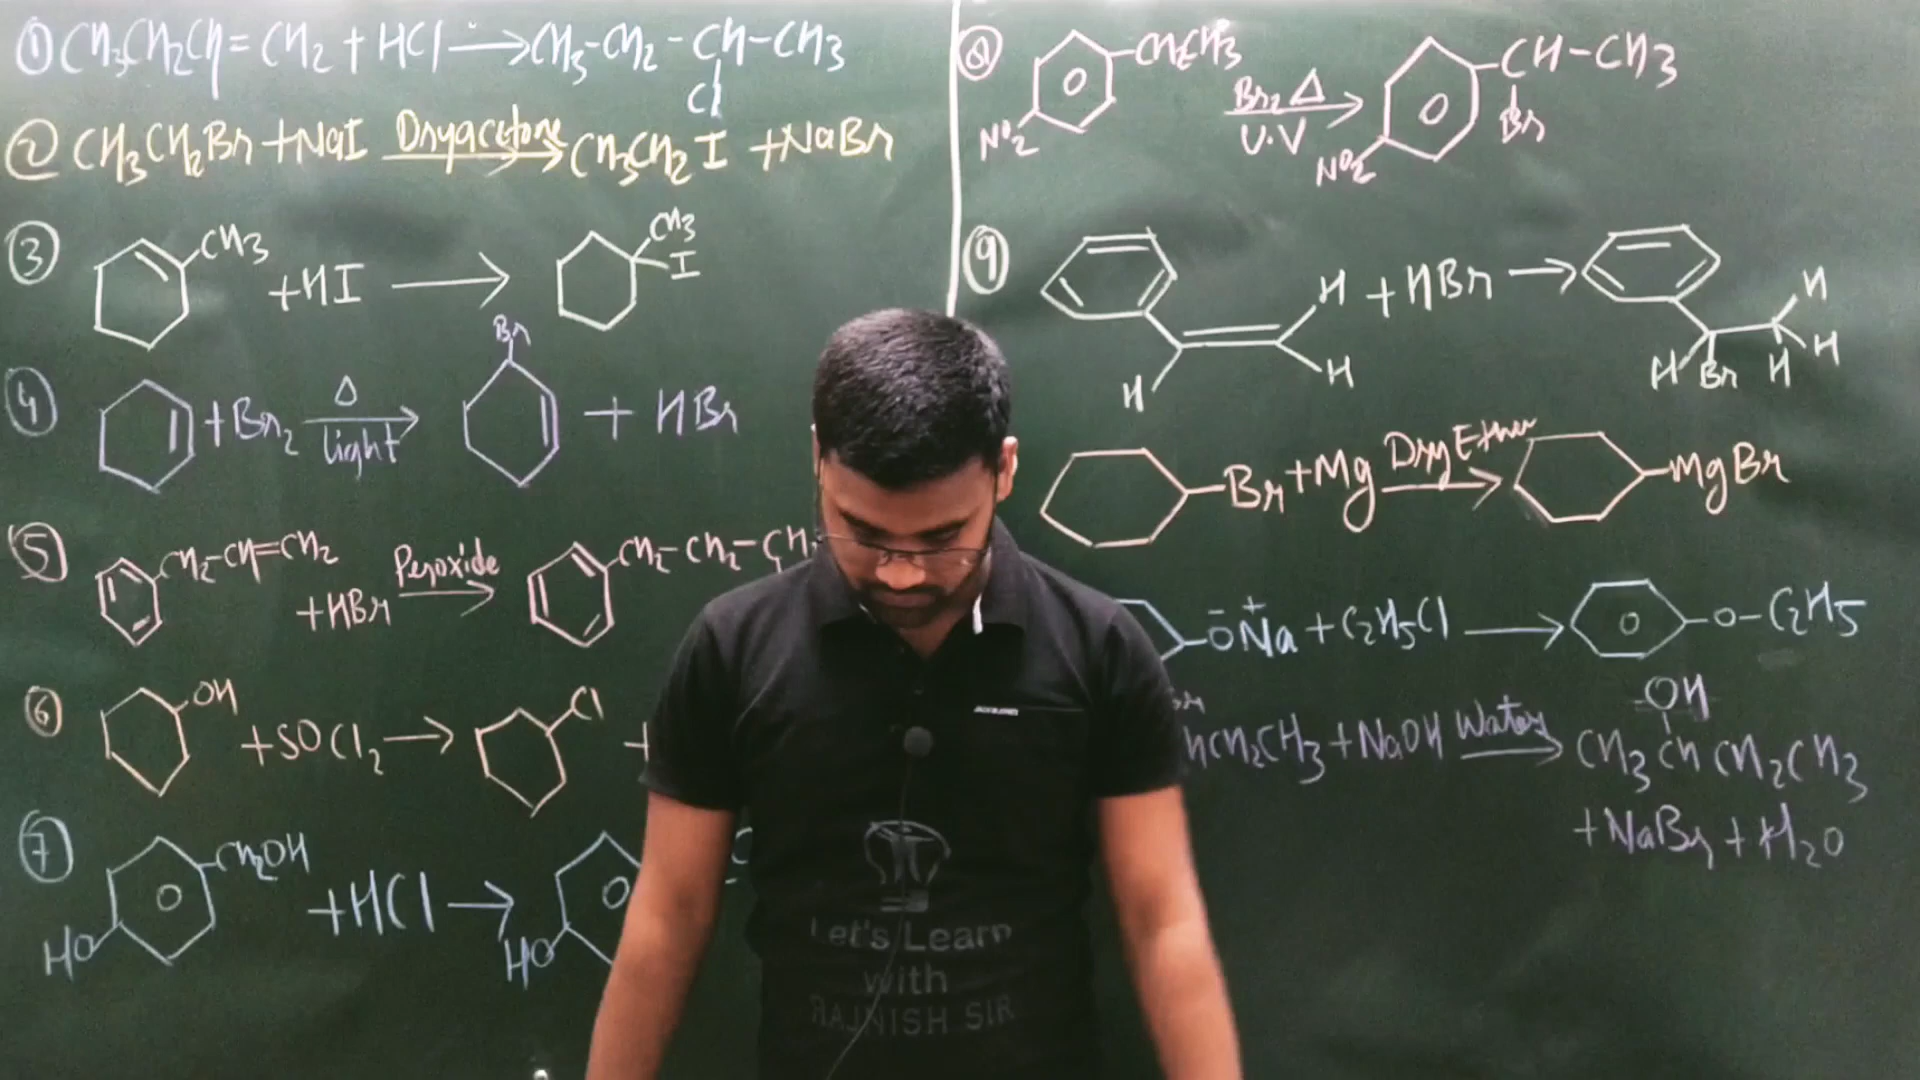 ① CH3CH2CH=CH2 + HCl → CH3-CH2-CH-CH3
Cl
② CH3CH2Br + NaI Dryacetone → CH3CH2I + NaBr
③ CH3 + HI → CH3
I
Br
④ + Br2 Δ light → + HBr
⑤ CH2-CH=CH2 + HBr Peroxide → CH2-CH2-CH
⑥ OH + SOCl2 → Cl +
⑦ CH2OH
HO + HCl → HO
⑧ CH2CH3
NO2 Br2 Δ U.V → CH-CH3
Br
NO2
⑨ H H H + HBr → H H Br H H
Br + Mg Dry Ether → MgBr
ŌNa⁺ + C2H5Cl → O-C2H5
OH
HCH2CH3 + NaOH Water → CH3CHCH2CH3
+ NaBr + H2O
Let's Learn
with
RAJNISH SIR